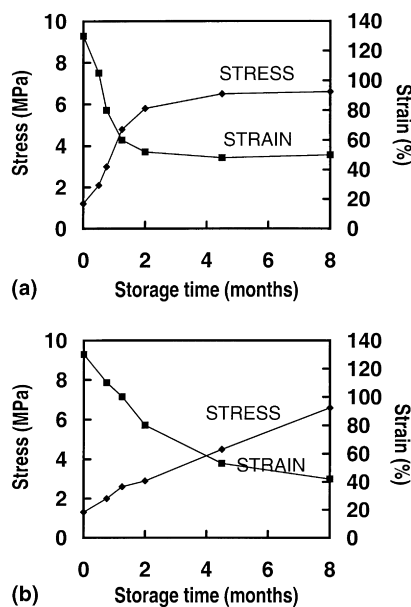 10 140
120
8 STRESS 100
6 80
STRAIN 60
4
40
2 20
0 0
0 2 4 6 8
Stress (MPa)
Strain (%)
(a) Storage time (months)
10 140
120
8 100
STRESS
6 80
60
4 STRAIN
40
2 20
0
0 2 4 6 8
Stress (MPa)
Strain (%)
(b) Storage time (months)